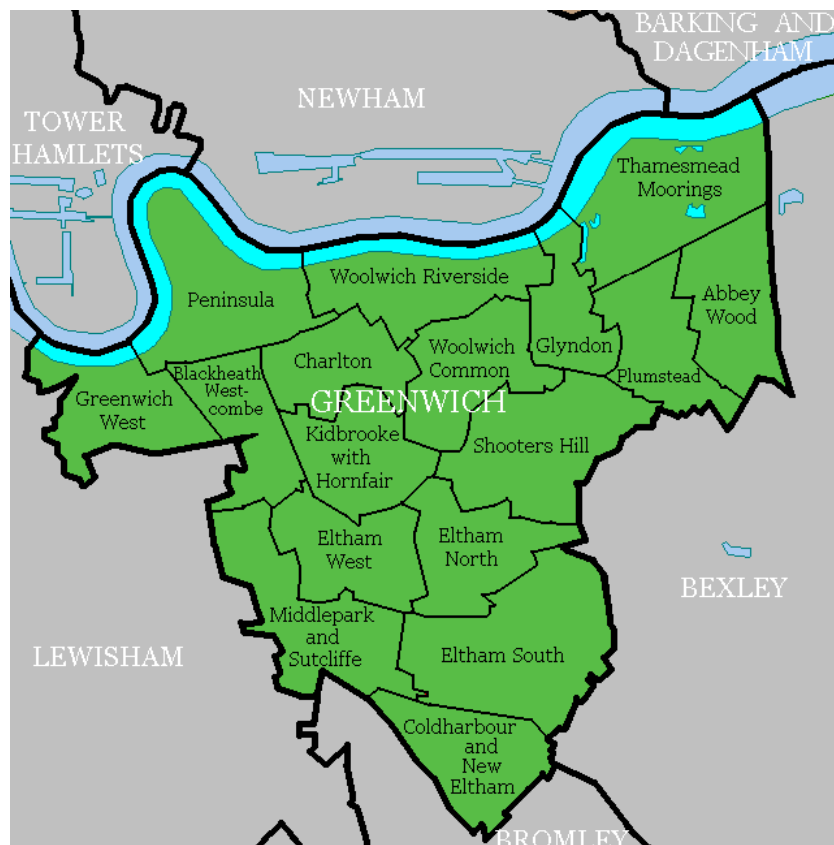 BARKING AND
DAGENHAM
NEWHAM
TOWER
HAMLETS
Thamesmead
Moorings
Woolwich Riverside
Peninsula
Abbey
Wood
Charlton
Woolwich
Common
Glyndon
Blackheath
West-
combe
Plumstead
Greenwich
West
GREENWICH
Kidbrooke
with
Hornfair
Shooters Hill
Eltham
West
Eltham
North
BEXLEY
Middlepark
and
Sutcliffe
LEWISHAM
Eltham South
Coldharbour
and
New
Eltham
BROMLEY